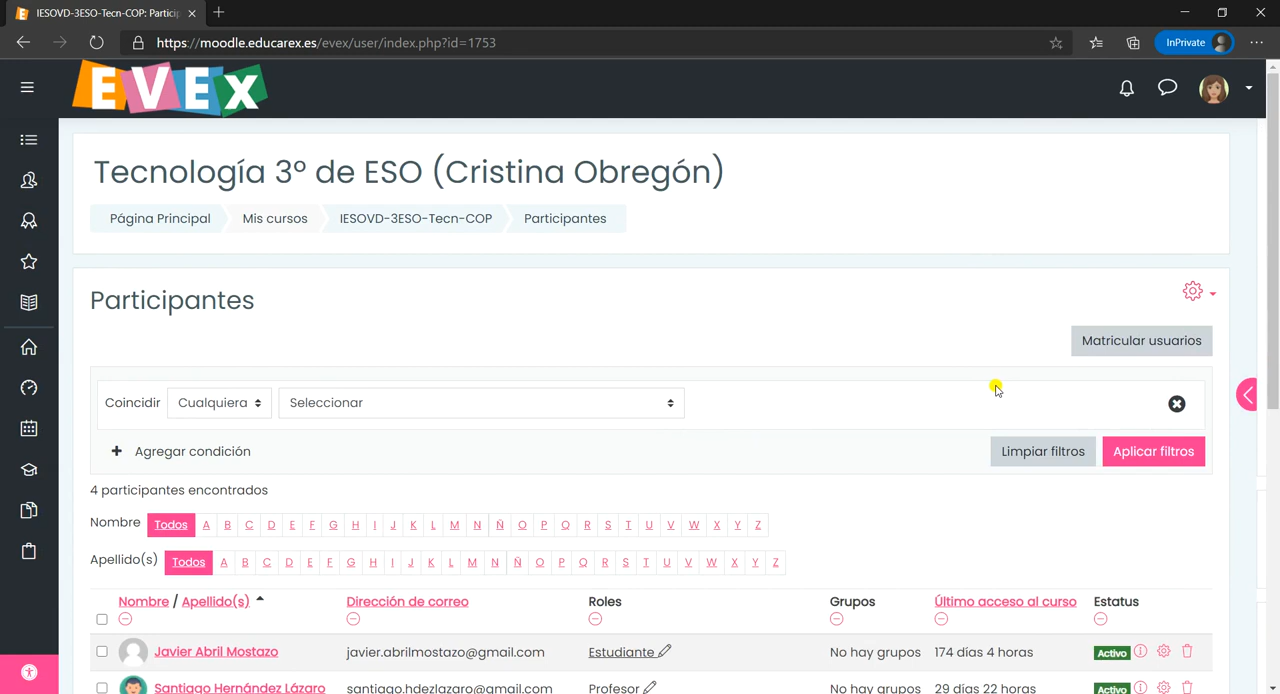 IESOVD-3ESO-Tecn-COP: Particip
https://moodle.educarex.es/evex/user/index.php?id=1753
InPrivate
EVEX
Tecnología 3º de ESO (Cristina Obregón)
Página Principal Mis cursos IESOVD-3ESO-Tecn-COP Participantes
Participantes
Matricular usuarios
Coincidir Cualquiera Seleccionar
Agregar condición
Limpiar filtros Aplicar filtros
4 participantes encontrados
Nombre Todos A B C D E F G H I J K L M N Ñ O P Q R S T U V W X Y Z
Apellido(s) Todos A B C D E F G H I J K L M N Ñ O P Q R S T U V W X Y Z
Nombre / Apellido(s) Dirección de correo Roles Grupos Último acceso al curso Estatus
Javier Abril Mostazo javier.abrilmostazo@gmail.com Estudiante No hay grupos 174 días 4 horas Activo
Santiago Hernández Lázaro santiago.hdezlazaro@gmail.com Profesor No hay grupos 29 días 22 horas Activo